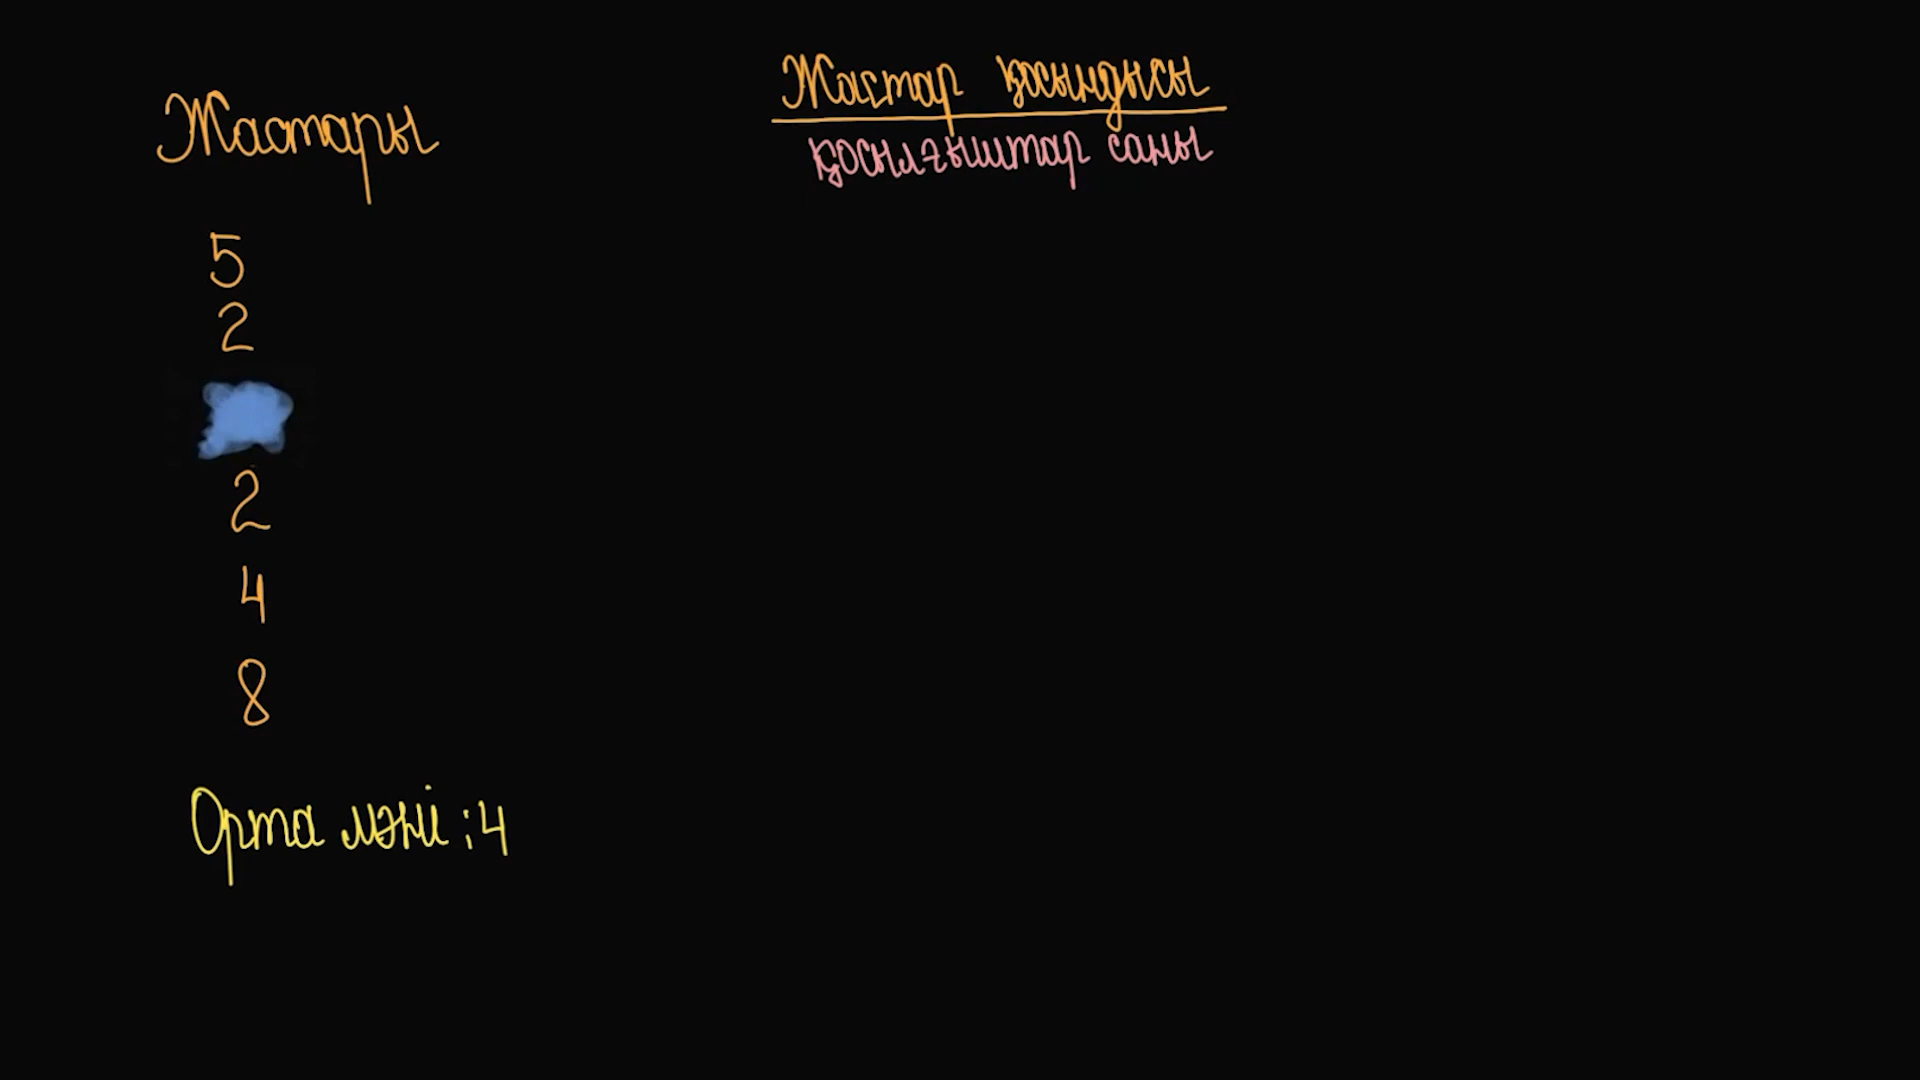 Жастары
5
2
2
4
8
Орта мәні : 4
Жастар қосындысы
қосылғыштар саны